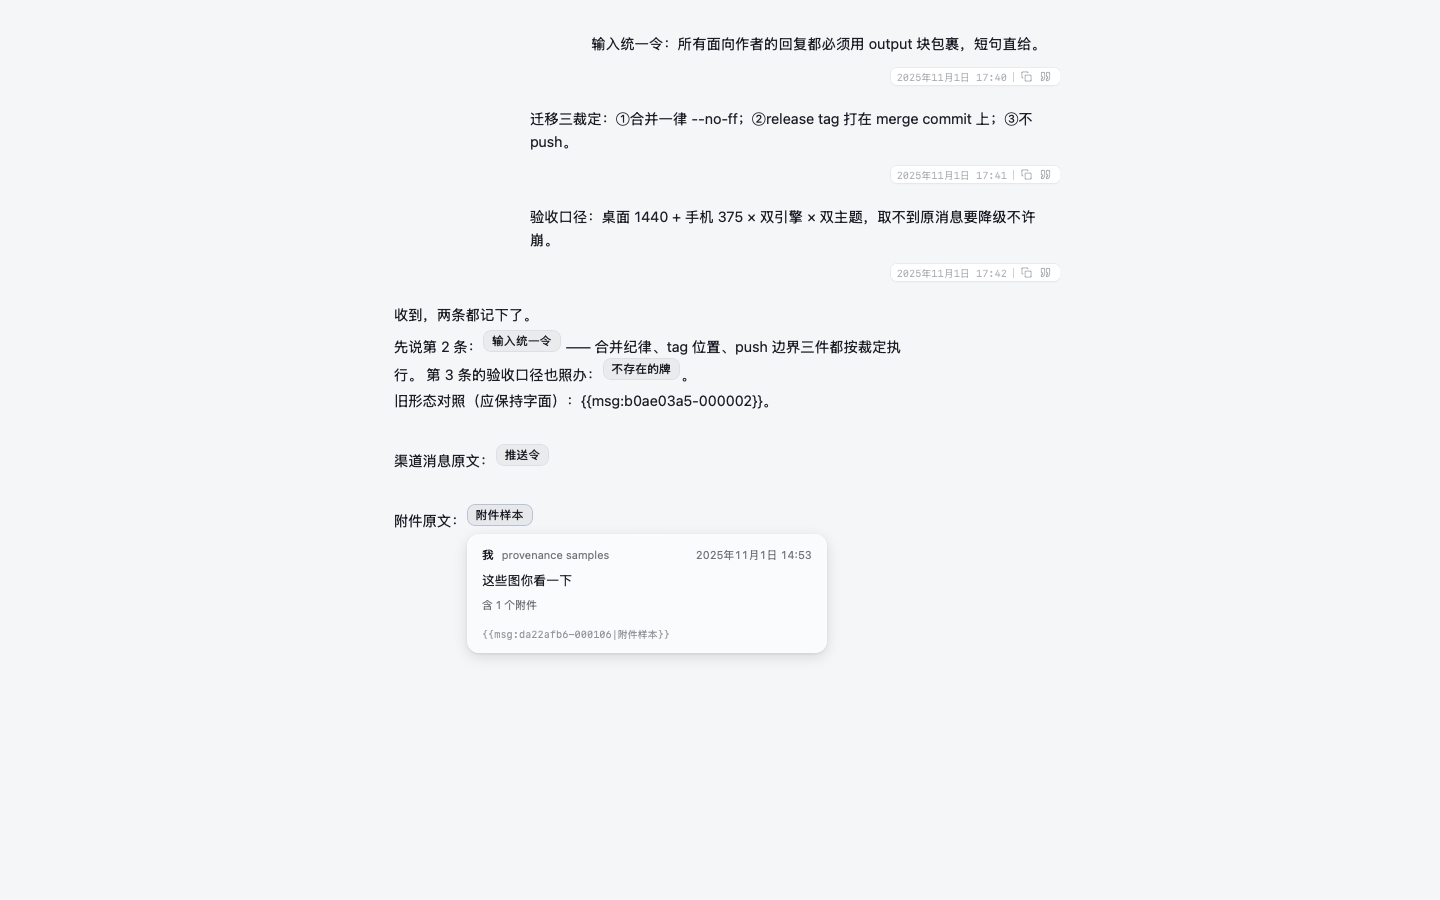 输入统一令：所有面向作者的回复都必须用 output 块包裹，短句直给。
2025年11月1日 17:40
迁移三裁定：①合并一律 --no-ff；②release tag 打在 merge commit 上；③不
push。
2025年11月1日 17:41
验收口径：桌面 1440 + 手机 375 × 双引擎 × 双主题，取不到原消息要降级不许
崩。
2025年11月1日 17:42
收到，两条都记下了。
先说第 2 条： 输入统一令 —— 合并纪律、tag 位置、push 边界三件都按裁定执
行。 第 3 条的验收口径也照办： 不存在的牌 。
旧形态对照（应保持字面）：{{msg:b0ae03a5-000002}}。
渠道消息原文： 推送令
附件原文： 附件样本
我 provenance samples 2025年11月1日 14:53
这些图你看一下
含 1 个附件
{{msg:da22afb6-000106|附件样本}}